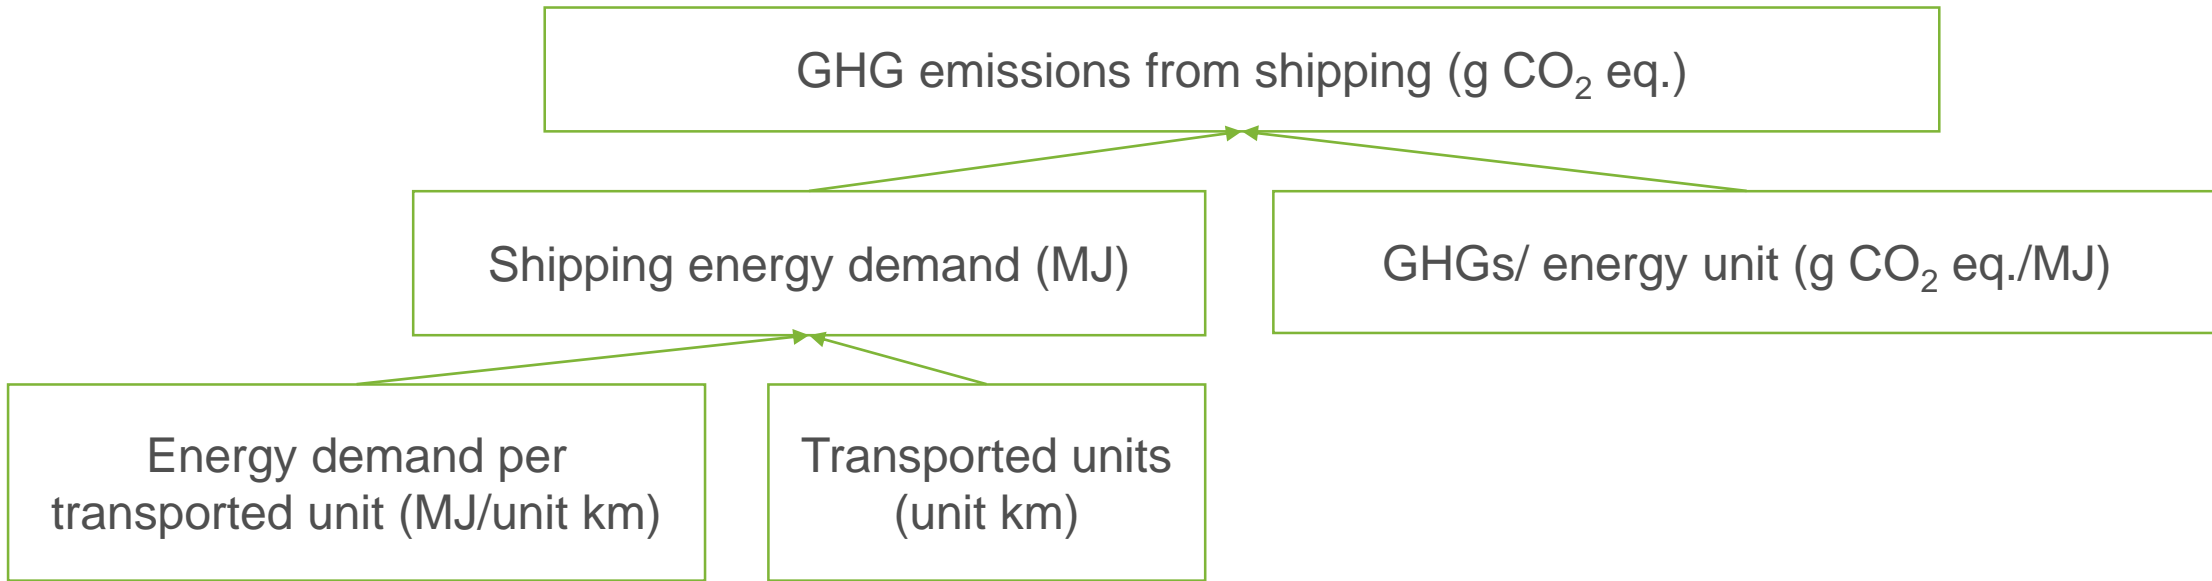 GHG emissions from shipping (g CO₂ eq.)
Shipping energy demand (MJ)
GHGs/ energy unit (g CO₂ eq./MJ)
Energy demand per
transported unit (MJ/unit km)
Transported units
(unit km)